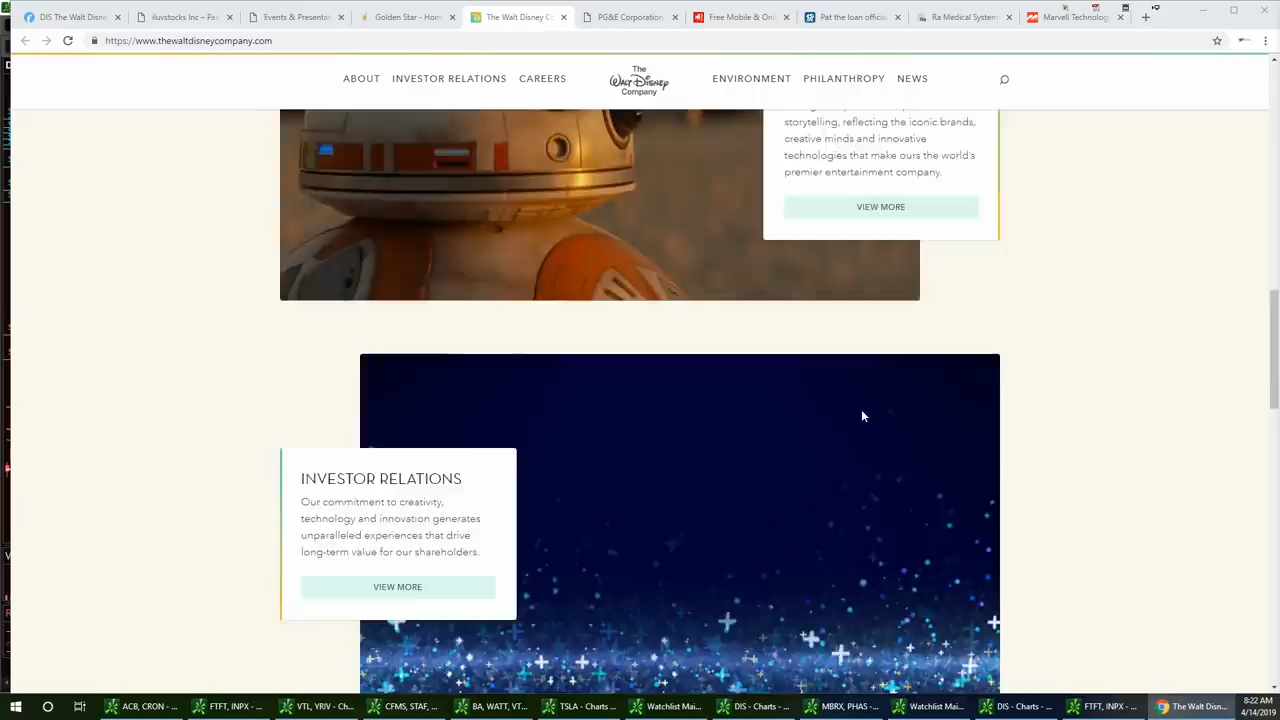 DIS The Walt Disney
iluvstocks Inc – Pa
Events & Presentat
Golden Star - Hom
The Walt Disney Co
PG&E Corporation
Free Mobile & Onl
Pat the loan offici
Ra Medical System
Marvell Technology
https://www.thewaltdisneycompany.com
ABOUT INVESTOR RELATIONS CAREERS
The Walt Disney Company
ENVIRONMENT PHILANTHROPY NEWS
storytelling, reflecting the iconic brands,
creative minds and innovative
technologies that make ours the world's
premier entertainment company.
VIEW MORE
INVESTOR RELATIONS
Our commitment to creativity,
technology and innovation generates
unparalleled experiences that drive
long-term value for our shareholders.
VIEW MORE
ACB, CRON - ...
FTFT, INPX - ...
VTL, YRIV - Ch...
CFMS, STAF, ...
BA, WATT, VT...
TSLA - Charts ...
Watchlist Mai...
DIS - Charts - ...
MBRX, PHAS - ...
Watchlist Mai...
DIS - Charts - ...
FTFT, INPX - ...
The Walt Disn...
8:22 AM
4/14/2019